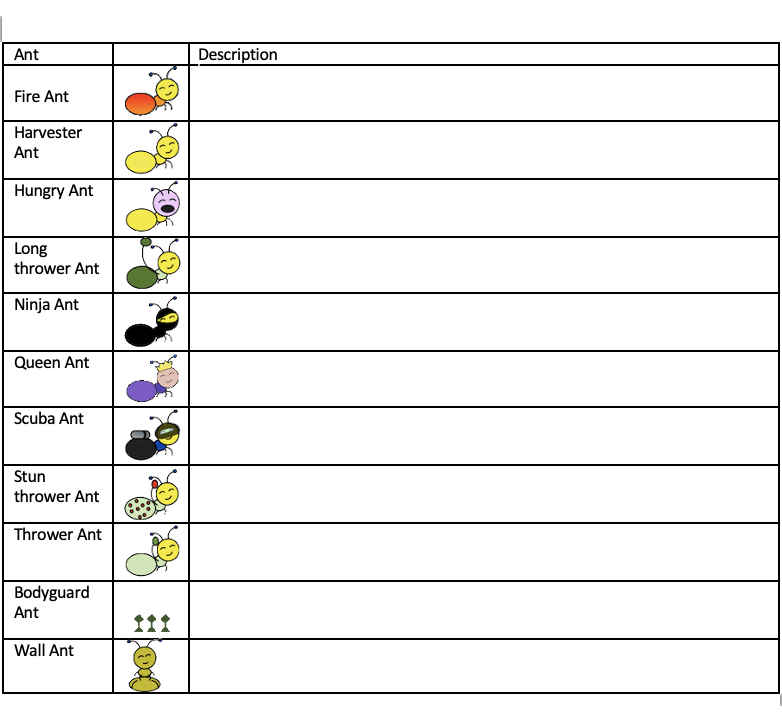 Ant
Description
Fire Ant
Harvester
Ant
Hungry Ant
Long
thrower Ant
Ninja Ant
Queen Ant
Scuba Ant
Stun
thrower Ant
Thrower Ant
Bodyguard
Ant
Wall Ant